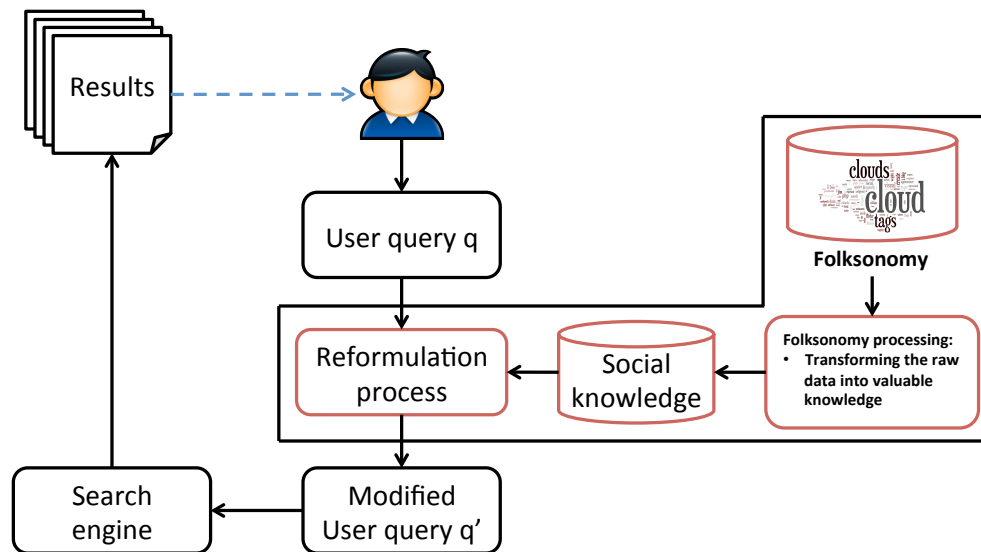 Results
clouds
cloud
tags
Folksonomy
User query q
Reformulation
process
Social
knowledge
Folksonomy processing:
• Transforming the raw
data into valuable
knowledge
Search
engine
Modified
User query q’